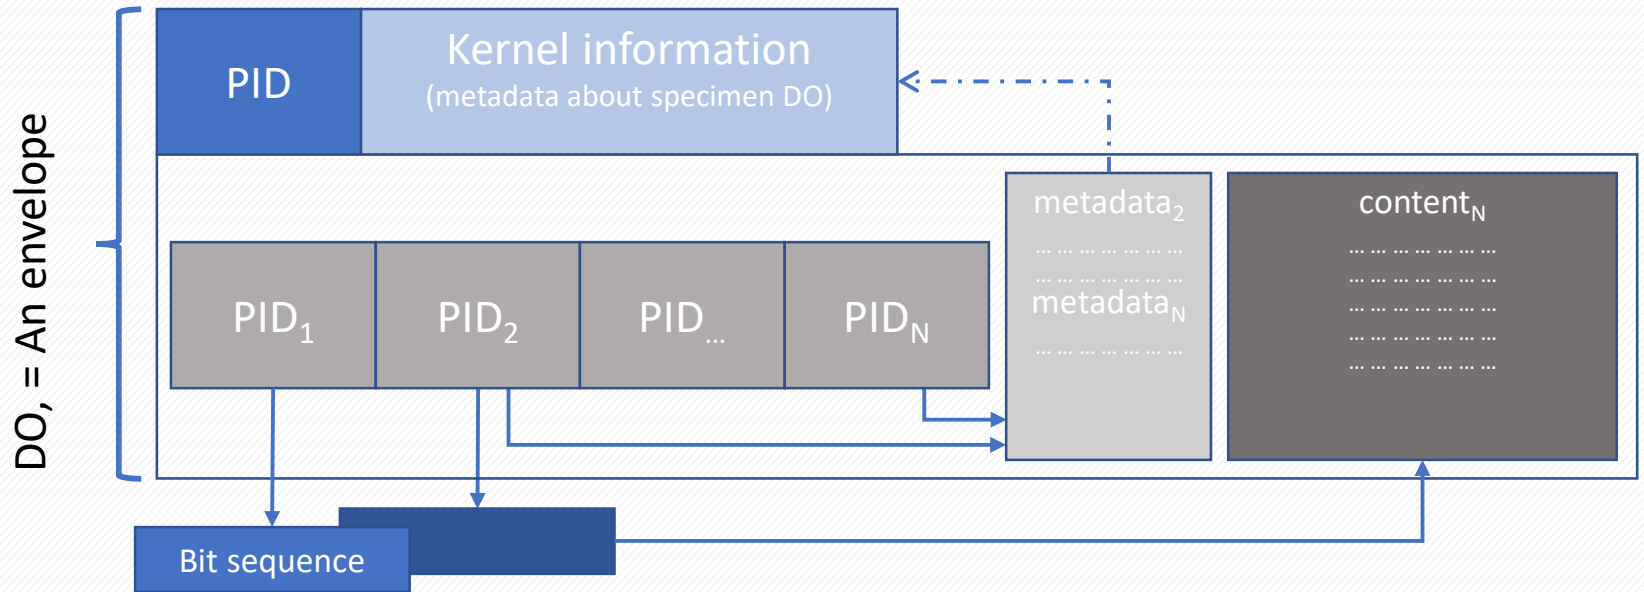 DO, = An envelope
PID
Kernel information
(metadata about specimen DO)
PID1
PID2
PID...
PIDN
metadata2
... ... ... ... ... ...
... ... ... ... ... ...
metadataN
... ... ... ... ... ...
contentN
... ... ... ... ... ...
... ... ... ... ... ...
... ... ... ... ... ...
... ... ... ... ... ...
... ... ... ... ... ...
Bit sequence